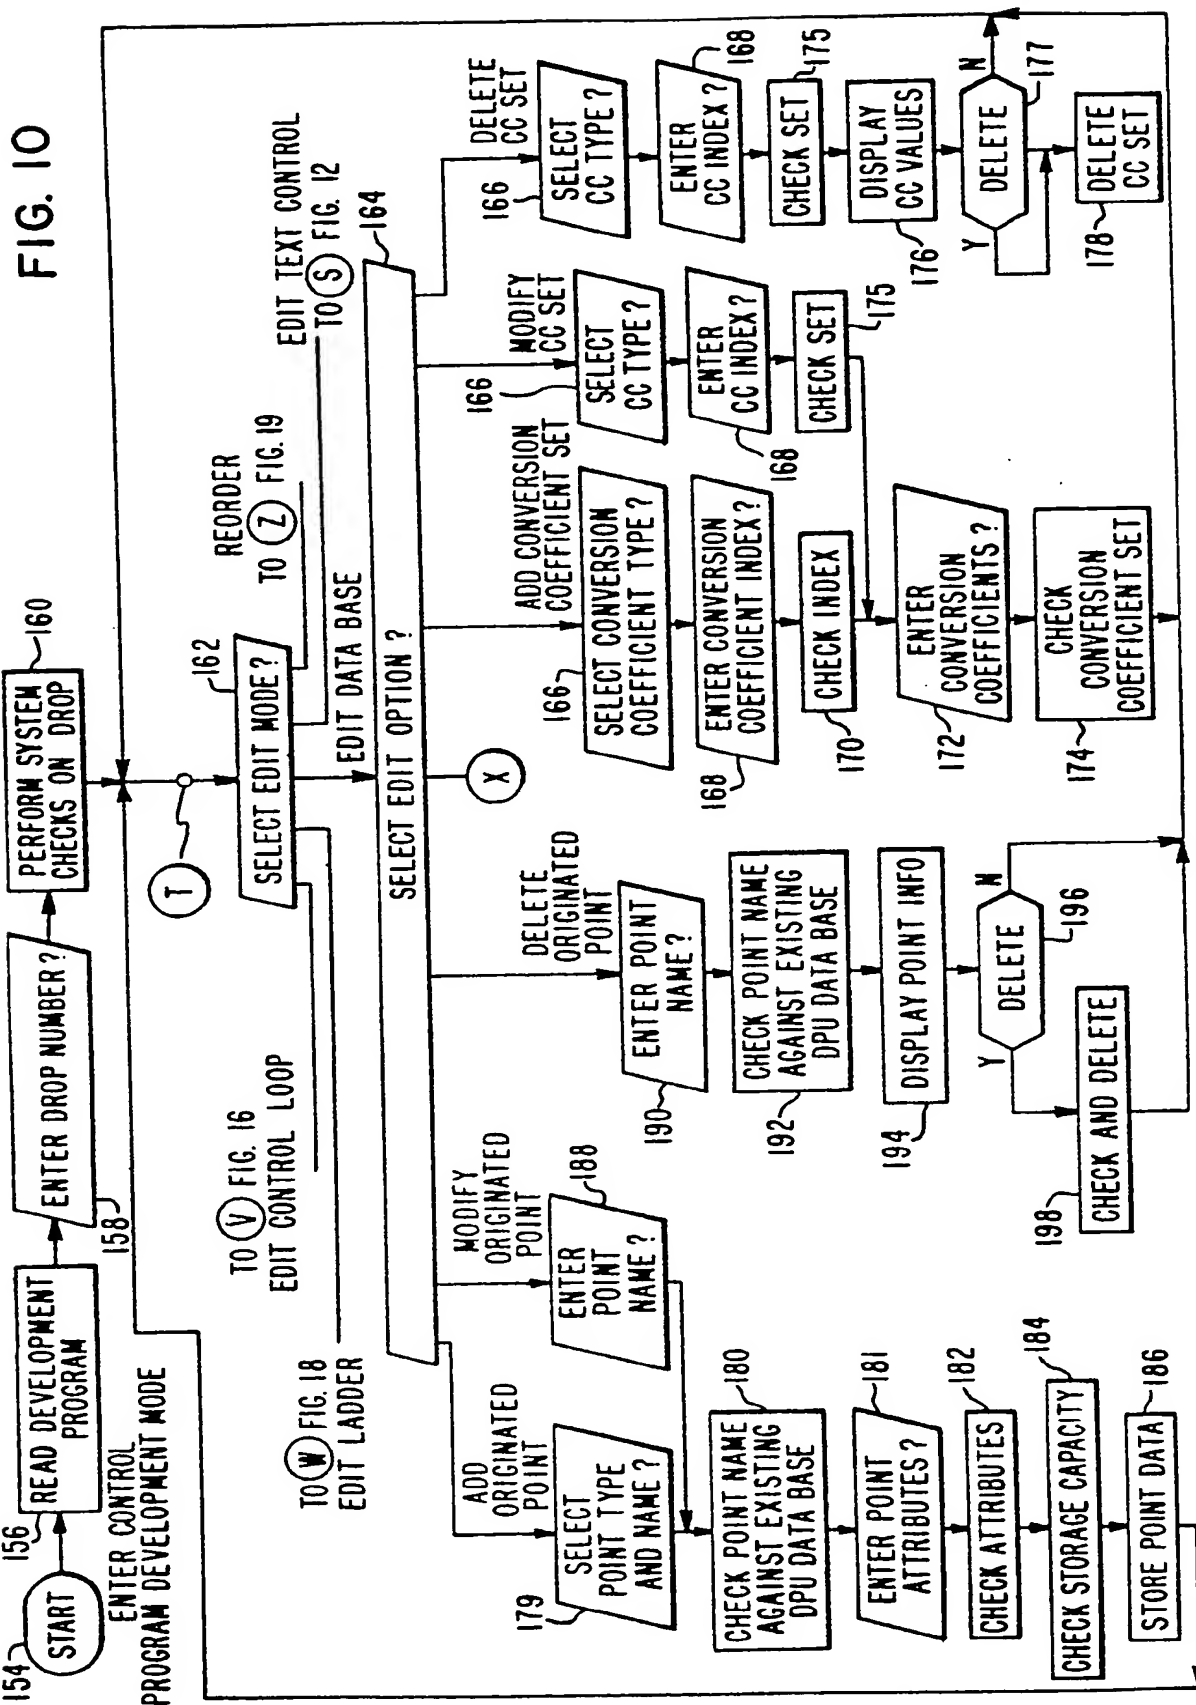 FIG. 10
154
START
ENTER CONTROL
PROGRAM DEVELOPMENT MODE
156
READ DEVELOPMENT
PROGRAM
158
ENTER DROP NUMBER?
160
PERFORM SYSTEM
CHECKS ON DROP
T
162
SELECT EDIT MODE?
TO V FIG. 16
EDIT CONTROL LOOP
TO W FIG. 18
EDIT LADDER
REORDER
TO Z FIG. 19
EDIT TEXT CONTROL
TO S FIG. 12
EDIT DATA BASE
164
SELECT EDIT OPTION ?
X
ADD
ORIGINATED
POINT
179
SELECT
POINT TYPE
AND NAME?
MODIFY
ORIGINATED
POINT
188
ENTER
POINT
NAME?
180
CHECK POINT NAME
AGAINST EXISTING
DPU DATA BASE
181
ENTER POINT
ATTRIBUTES?
182
CHECK ATTRIBUTES
184
CHECK STORAGE CAPACITY
186
STORE POINT DATA
DELETE
ORIGINATED
POINT
190
ENTER POINT
NAME?
192
CHECK POINT NAME
AGAINST EXISTING
DPU DATA BASE
194
DISPLAY POINT INFO
196
DELETE
Y
N
198
CHECK AND DELETE
ADD CONVERSION
COEFFICIENT SET
166
SELECT CONVERSION
COEFFICIENT TYPE?
168
ENTER CONVERSION
COEFFICIENT INDEX?
170
CHECK INDEX
172
ENTER
CONVERSION
COEFFICIENTS?
174
CHECK
CONVERSION
COEFFICIENT SET
MODIFY
CC SET
166
SELECT
CC TYPE?
168
ENTER
CC INDEX?
175
CHECK SET
DELETE
CC SET
166
SELECT
CC TYPE?
168
ENTER
CC INDEX?
175
CHECK SET
176
DISPLAY
CC VALUES
177
DELETE
Y
N
178
DELETE
CC SET